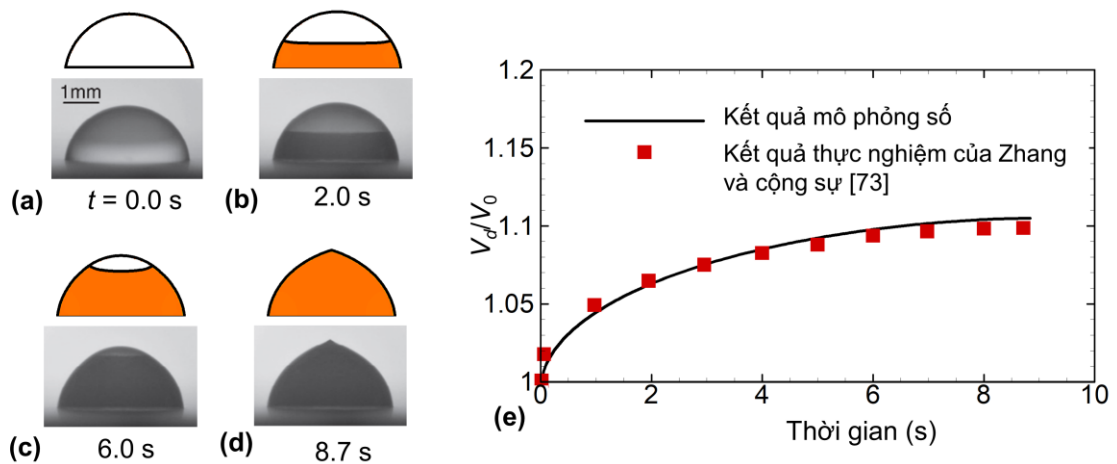 1mm
(a)
t = 0.0 s
(b)
2.0 s
(c)
6.0 s
(d)
8.7 s
1.2
1.15
1.1
1.05
1
V_d/V_0
Kết quả mô phỏng số
Kết quả thực nghiệm của Zhang
và cộng sự [73]
(e)
0 2 4 6 8 10
Thời gian (s)